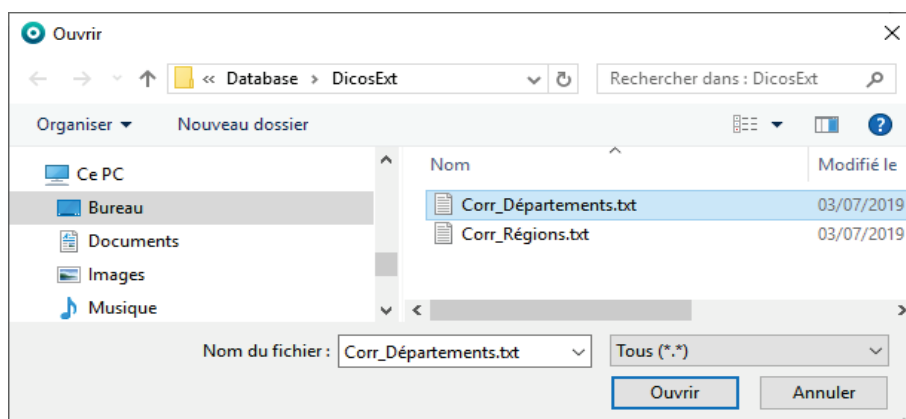 Ouvrir
« Database › DicosExt
Rechercher dans : DicosExt
Organiser
Nouveau dossier
?
Ce PC
Bureau
Documents
Images
Musique
Nom
Modifié le
Corr_Départements.txt
03/07/2019
Corr_Régions.txt
03/07/2019
Nom du fichier :
Corr_Départements.txt
Tous (*.*)
Ouvrir
Annuler